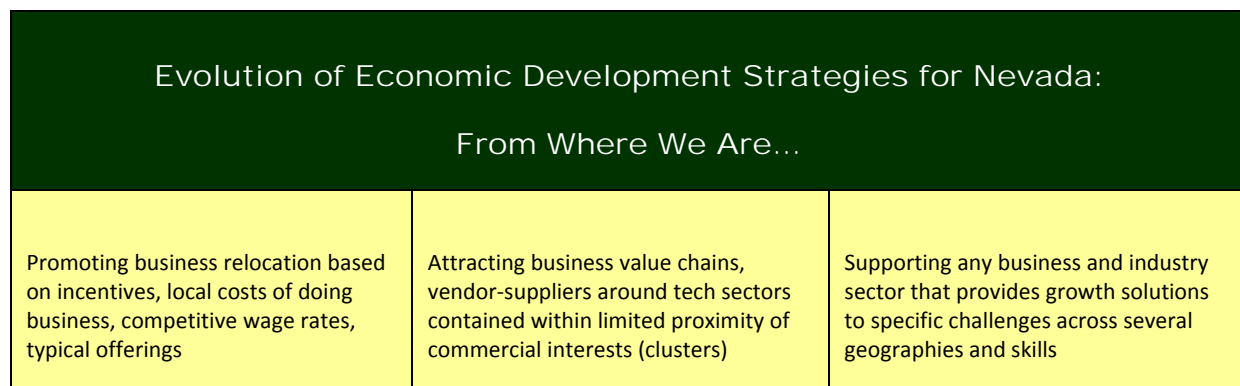 Evolution of Economic Development Strategies for Nevada:
From Where We Are...
Promoting business relocation based
on incentives, local costs of doing
business, competitive wage rates,
typical offerings
Attracting business value chains,
vendor-suppliers around tech sectors
contained within limited proximity of
commercial interests (clusters)
Supporting any business and industry
sector that provides growth solutions
to specific challenges across several
geographies and skills